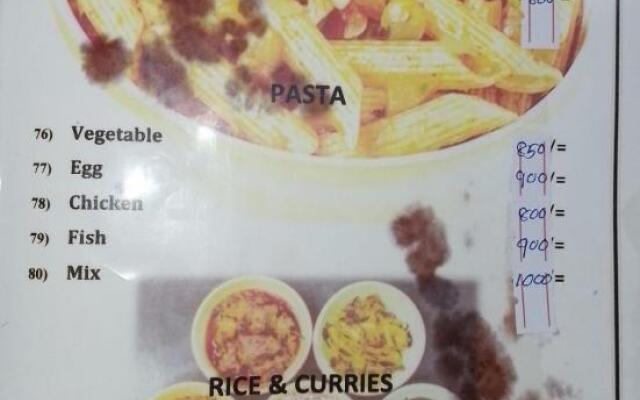 PASTA
76) Vegetable 850/=
77) Egg 900/=
78) Chicken 800/=
79) Fish 900/=
80) Mix 1000/=
RICE & CURRIES